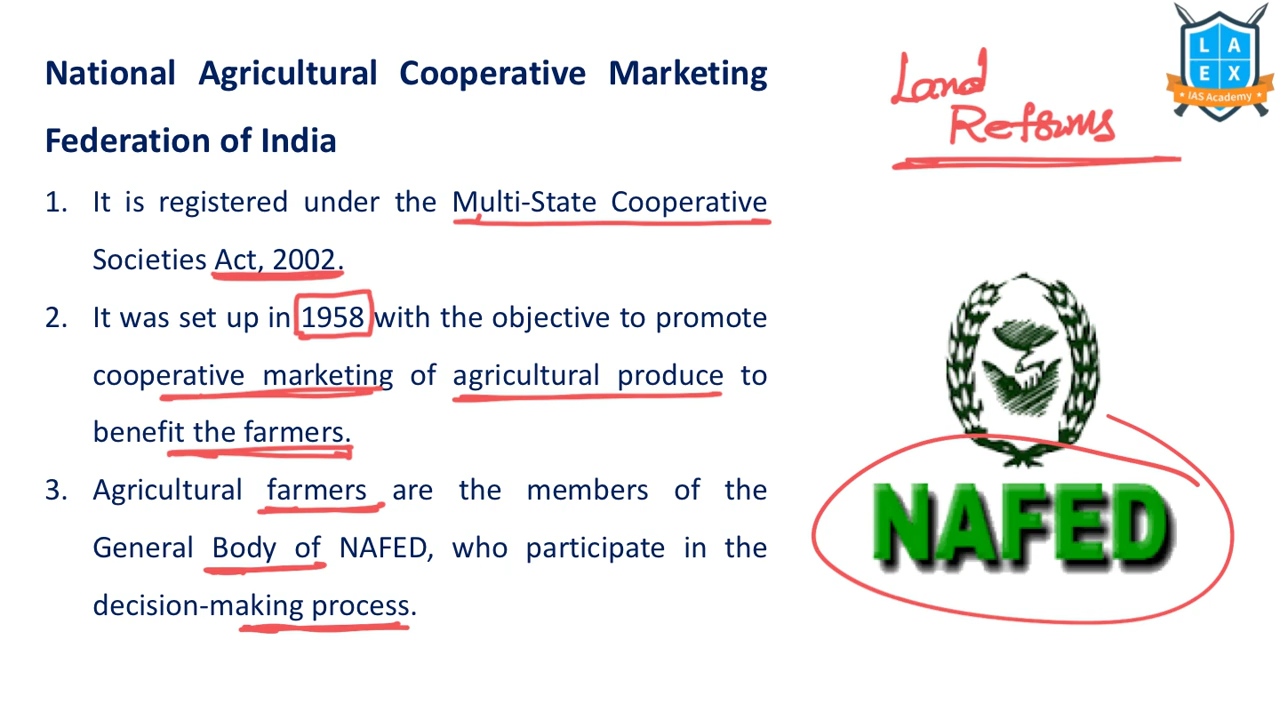 National Agricultural Cooperative Marketing
Federation of India
1. It is registered under the Multi-State Cooperative
Societies Act, 2002.
2. It was set up in 1958 with the objective to promote
cooperative marketing of agricultural produce to
benefit the farmers.
3. Agricultural farmers are the members of the
General Body of NAFED, who participate in the
decision-making process.
Land
Reforms
L A
E X
IAS Academy
NAFED